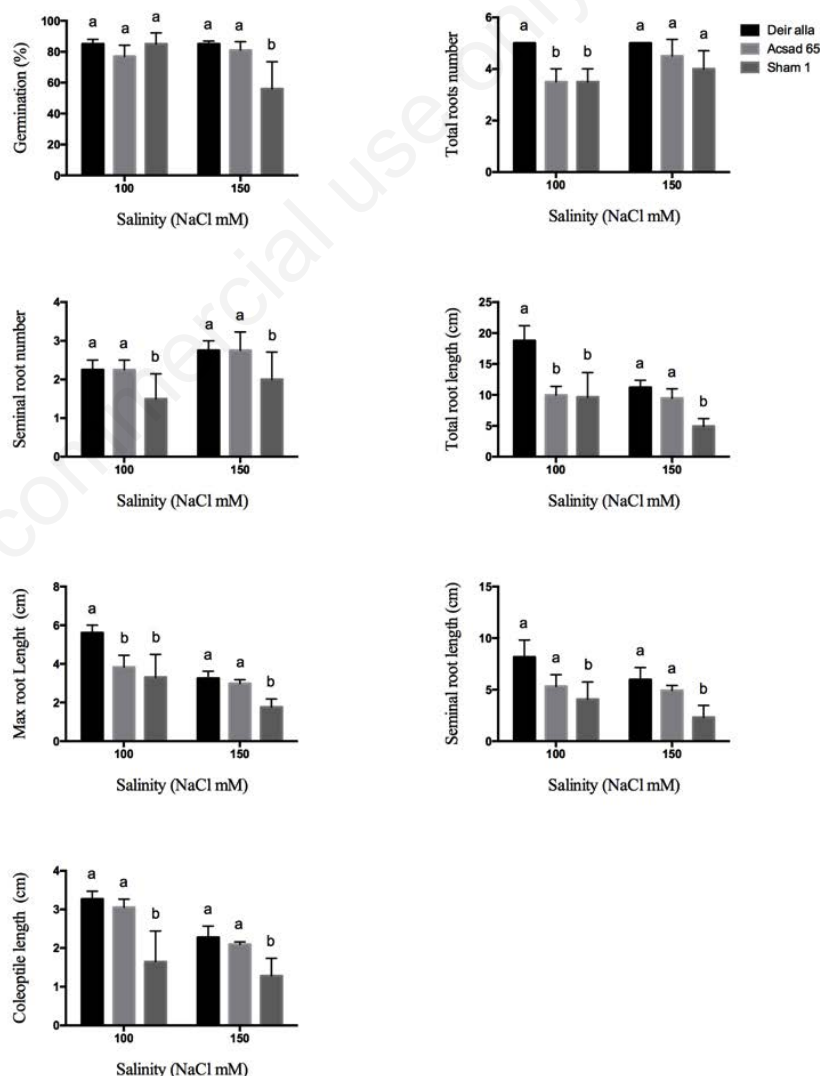 Germination (%)
100
80
60
40
20
0
a a a a a b
100 150
Salinity (NaCl mM)
Total roots number
6
4
2
0
a b b a a a
100 150
Salinity (NaCl mM)
Deir alla
Acsad 65
Sham 1
Seminal root number
4
3
2
1
0
a a b a a b
100 150
Salinity (NaCl mM)
Total root length (cm)
25
20
15
10
5
0
a b b a a b
100 150
Salinity (NaCl mM)
Max root Lenght (cm)
8
6
4
2
0
a b b a a b
100 150
Salinity (NaCl mM)
Seminal root length (cm)
15
10
5
0
a a b a a b
100 150
Salinity (NaCl mM)
Coleoptile length (cm)
4
3
2
1
0
a a b a a b
100 150
Salinity (NaCl mM)
commercial use only